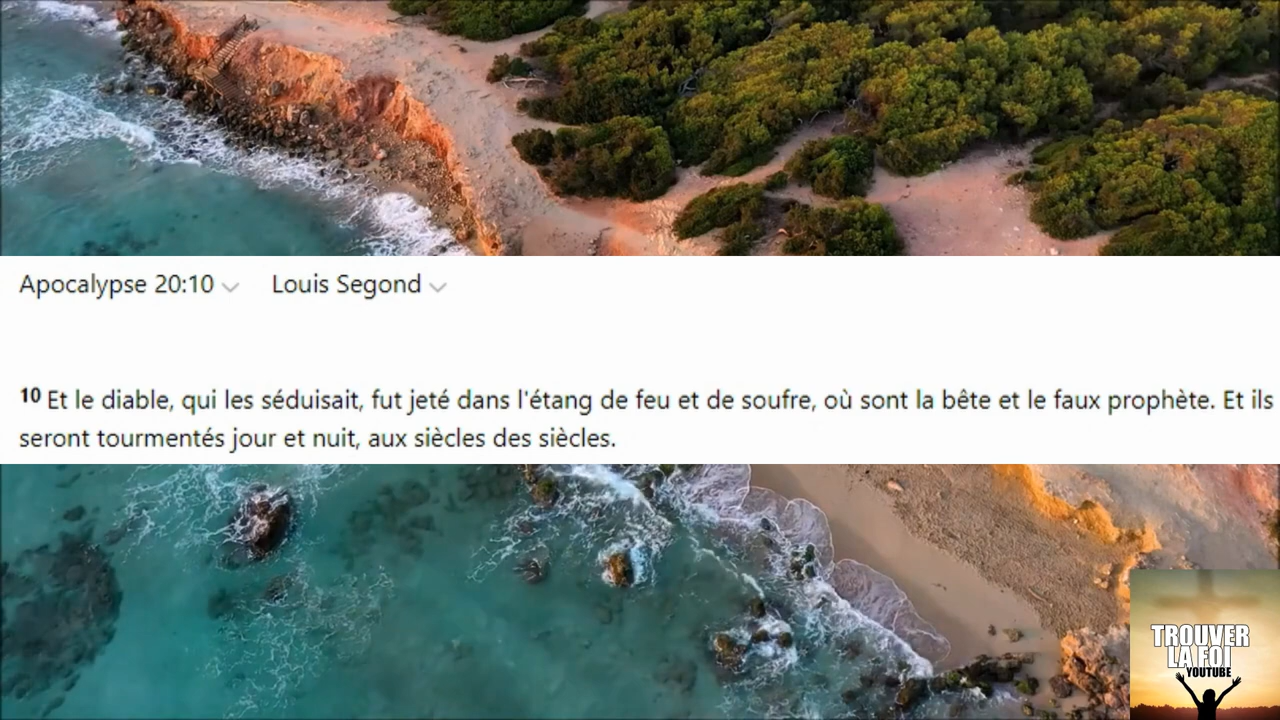 Apocalypse 20:10 Louis Segond
10 Et le diable, qui les séduisait, fut jeté dans l'étang de feu et de soufre, où sont la bête et le faux prophète. Et ils
seront tourmentés jour et nuit, aux siècles des siècles.
TROUVER
LA FOI
YOUTUBE